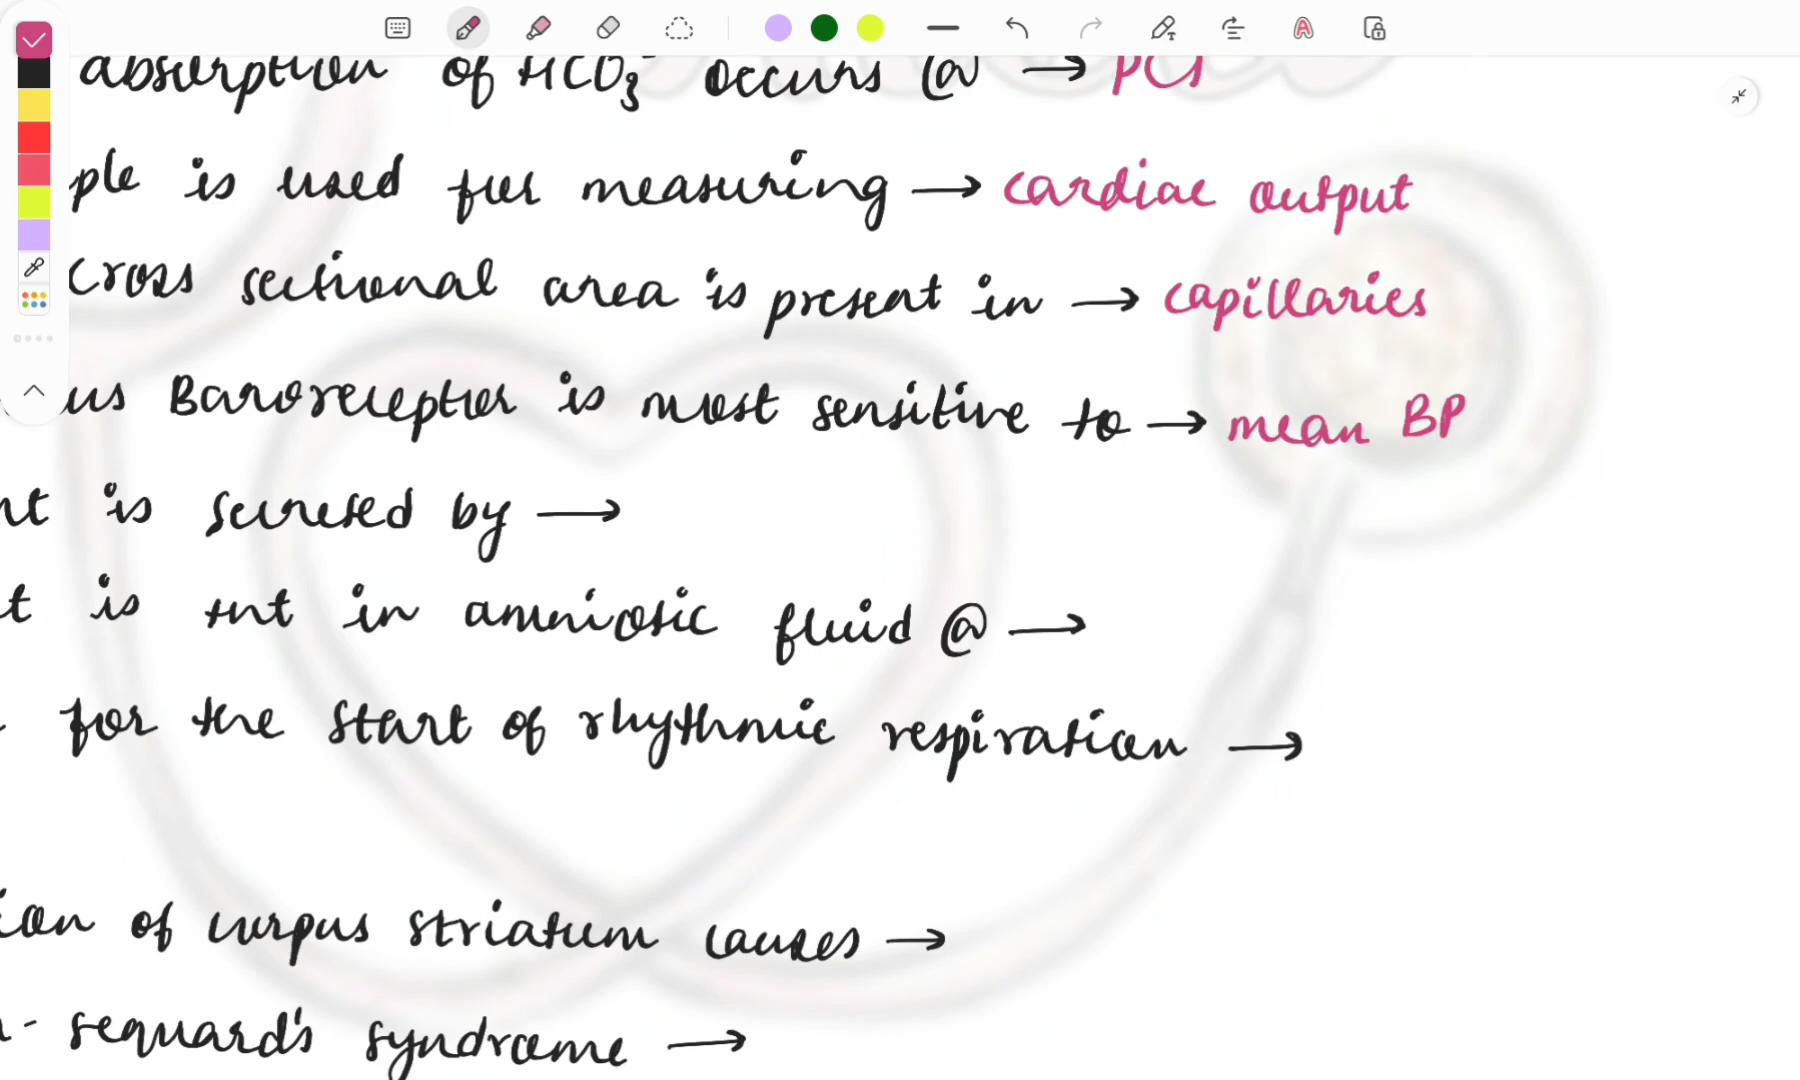 absorption of HCO3- occurs @ → PCT
ple is used for measuring → cardiac output
cross sectional area is present in → capillaries
us Baroreceptor is most sensitive to → mean BP
nt is secreted by →
t is tnt in amniotic fluid @ →
for the start of rhythmic respiration →
ion of corpus striatum causes →
- sequard's syndrome →